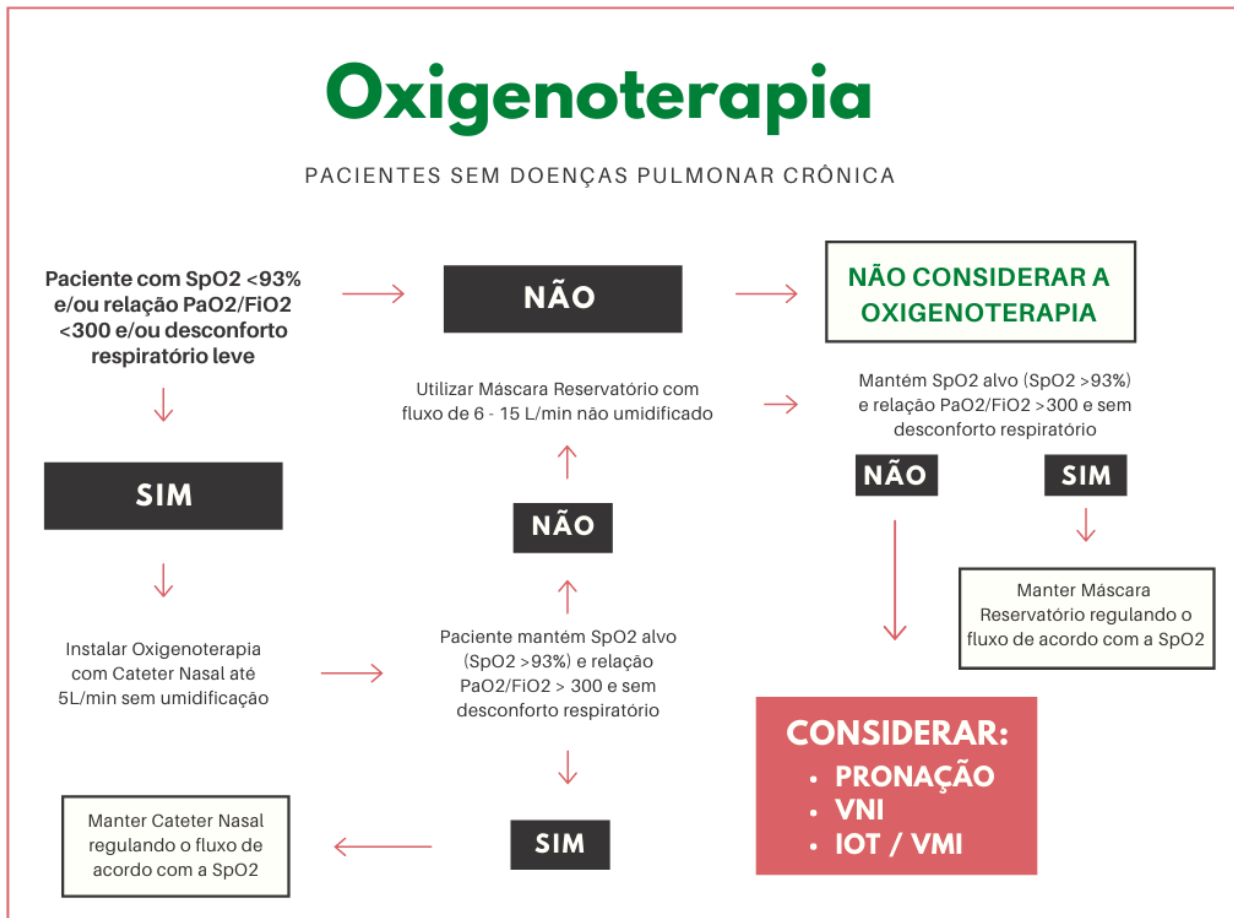 Oxigenoterapia
PACIENTES SEM DOENÇAS PULMONAR CRÔNICA
Paciente com SpO2 <93%
e/ou relação PaO2/FiO2
<300 e/ou desconforto
respiratório leve
NÃO
NÃO CONSIDERAR A
OXIGENOTERAPIA
SIM
Instalar Oxigenoterapia
com Cateter Nasal até
5L/min sem umidificação
Paciente mantém SpO2 alvo
(SpO2 >93%) e relação
PaO2/FiO2 > 300 e sem
desconforto respiratório
SIM
Manter Cateter Nasal
regulando o fluxo de
acordo com a SpO2
NÃO
Utilizar Máscara Reservatório com
fluxo de 6 - 15 L/min não umidificado
Mantém SpO2 alvo (SpO2 >93%)
e relação PaO2/FiO2 >300 e sem
desconforto respiratório
NÃO
SIM
Manter Máscara
Reservatório regulando o
fluxo de acordo com a SpO2
CONSIDERAR:
• PRONAÇÃO
• VNI
• IOT / VMI